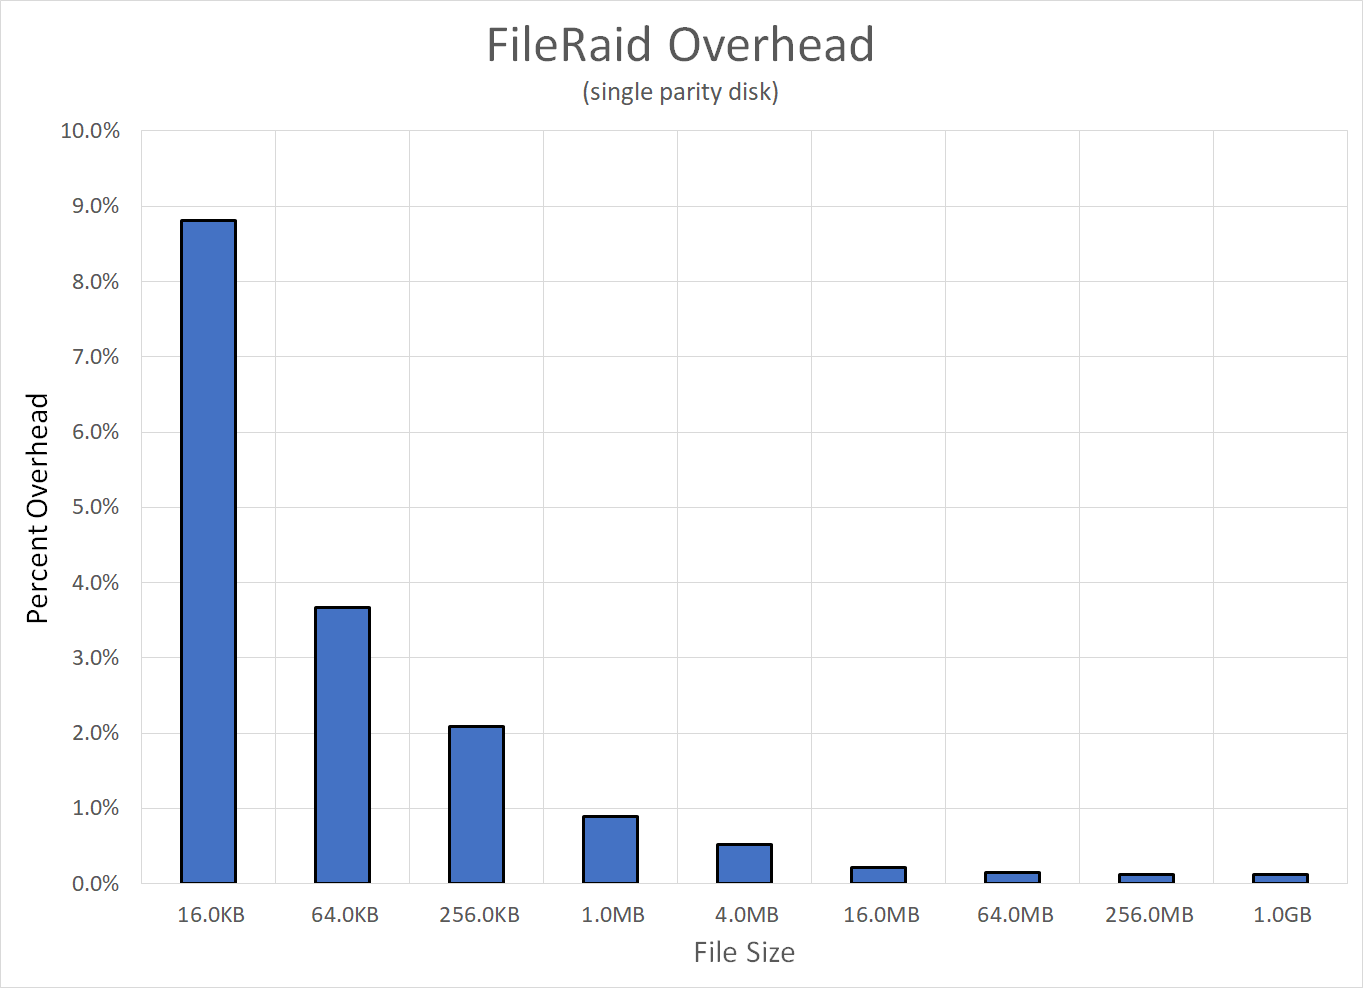 FileRaid Overhead
(single parity disk)
10.0%
9.0%
8.0%
7.0%
6.0%
5.0%
4.0%
3.0%
2.0%
1.0%
0.0%
Percent Overhead
16.0KB 64.0KB 256.0KB 1.0MB 4.0MB 16.0MB 64.0MB 256.0MB 1.0GB
File Size